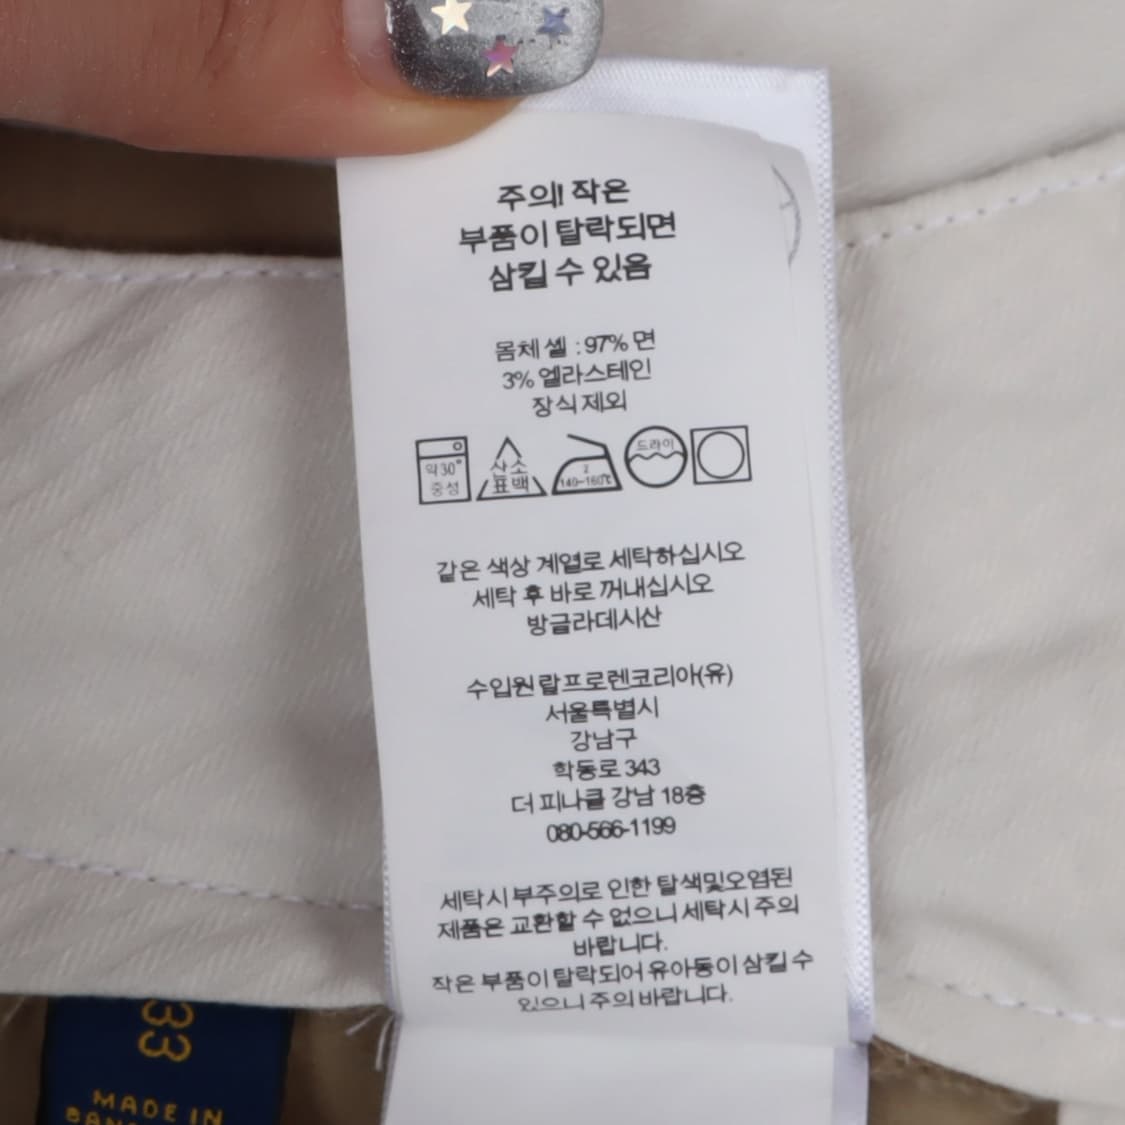 주의! 작은
부품이 탈락되면
삼킬 수 있음
몸체 쉘 : 97% 면
3% 엘라스테인
장식 제외
약30°
중성
산소
표백
2
140~160℃
드라이
같은 색상 계열로 세탁하십시오
세탁 후 바로 꺼내십시오
방글라데시산
수입원 랄프로렌코리아(유)
서울특별시
강남구
학동로 343
더 피나클 강남 18층
080-566-1199
세탁시 부주의로 인한 탈색및오염된
제품은 교환할 수 없으니 세탁시 주의
바랍니다.
작은 부품이 탈락되어 유아동이 삼킬 수
있으니 주의 바랍니다.
33
MADE IN